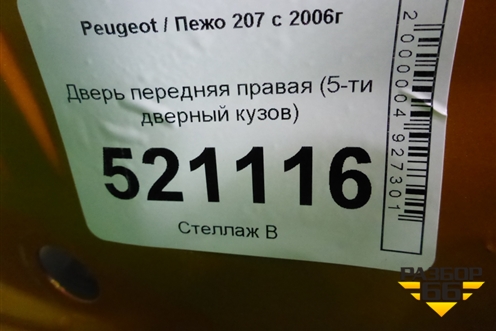 Peugeot / Пежо 207 с 2006г
Дверь передняя правая (5-ти
дверный кузов)
521116
Стеллаж В
2000004927301
РАЗБОР
66